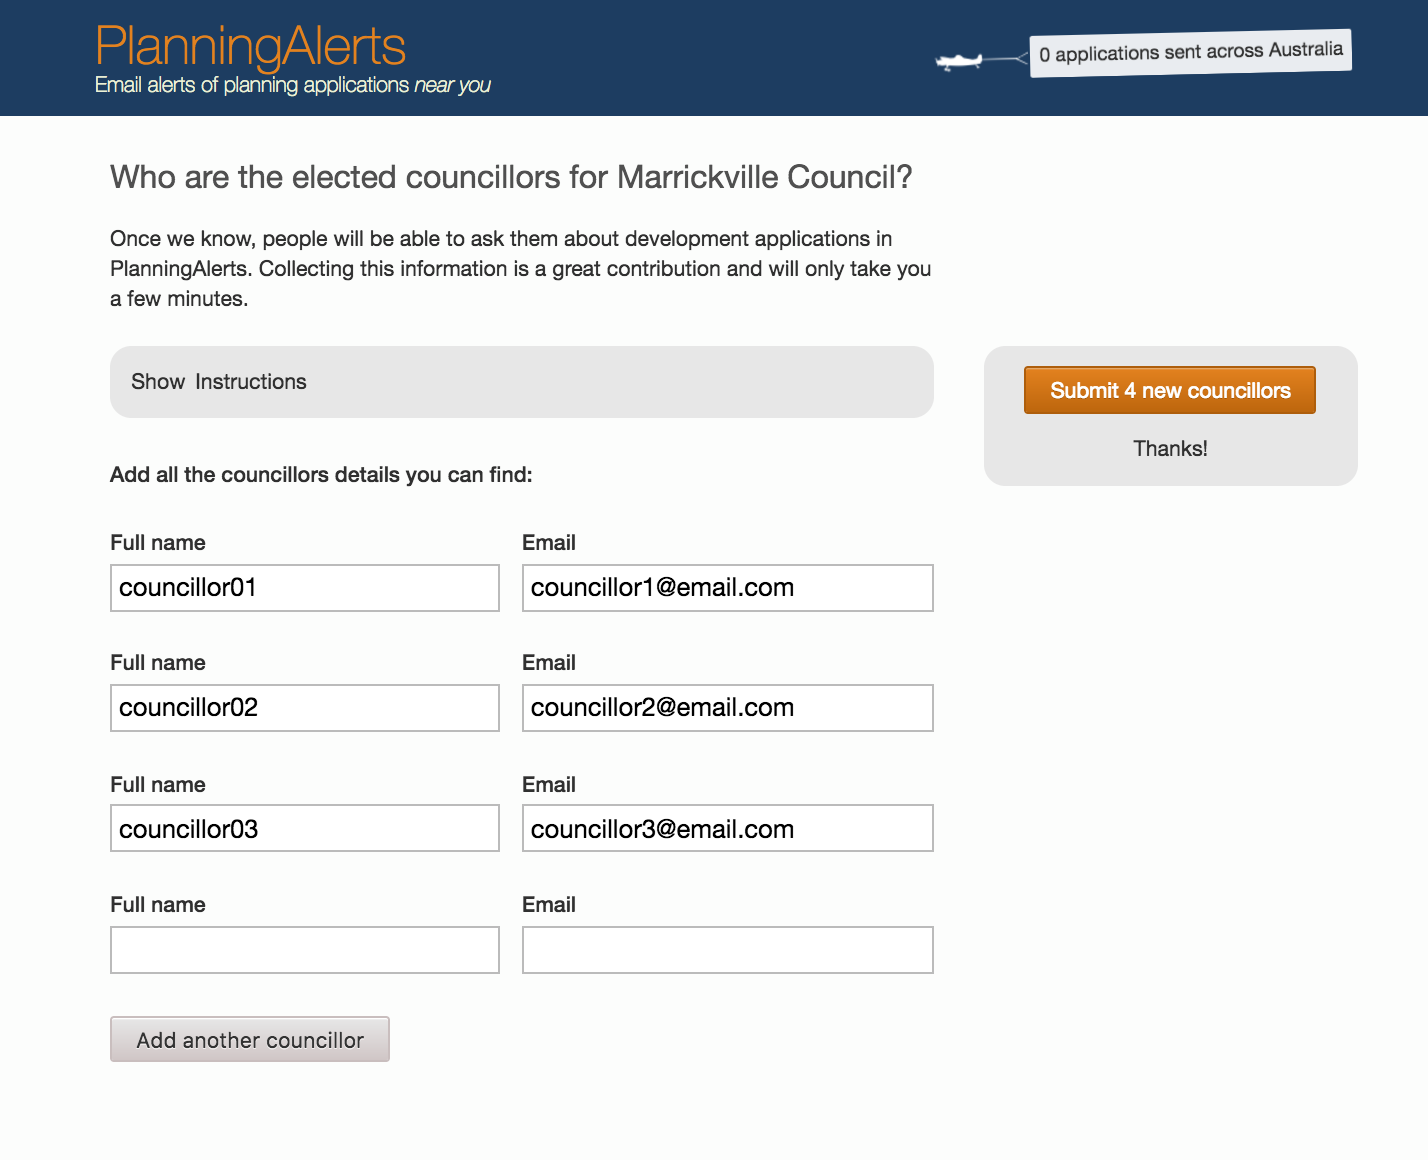 PlanningAlerts
Email alerts of planning applications near you
0 applications sent across Australia
Who are the elected councillors for Marrickville Council?
Once we know, people will be able to ask them about development applications in
PlanningAlerts. Collecting this information is a great contribution and will only take you
a few minutes.
Show Instructions
Submit 4 new councillors
Thanks!
Add all the councillors details you can find:
Full name Email
councillor01 councillor1@email.com
Full name Email
councillor02 councillor2@email.com
Full name Email
councillor03 councillor3@email.com
Full name Email
Add another councillor